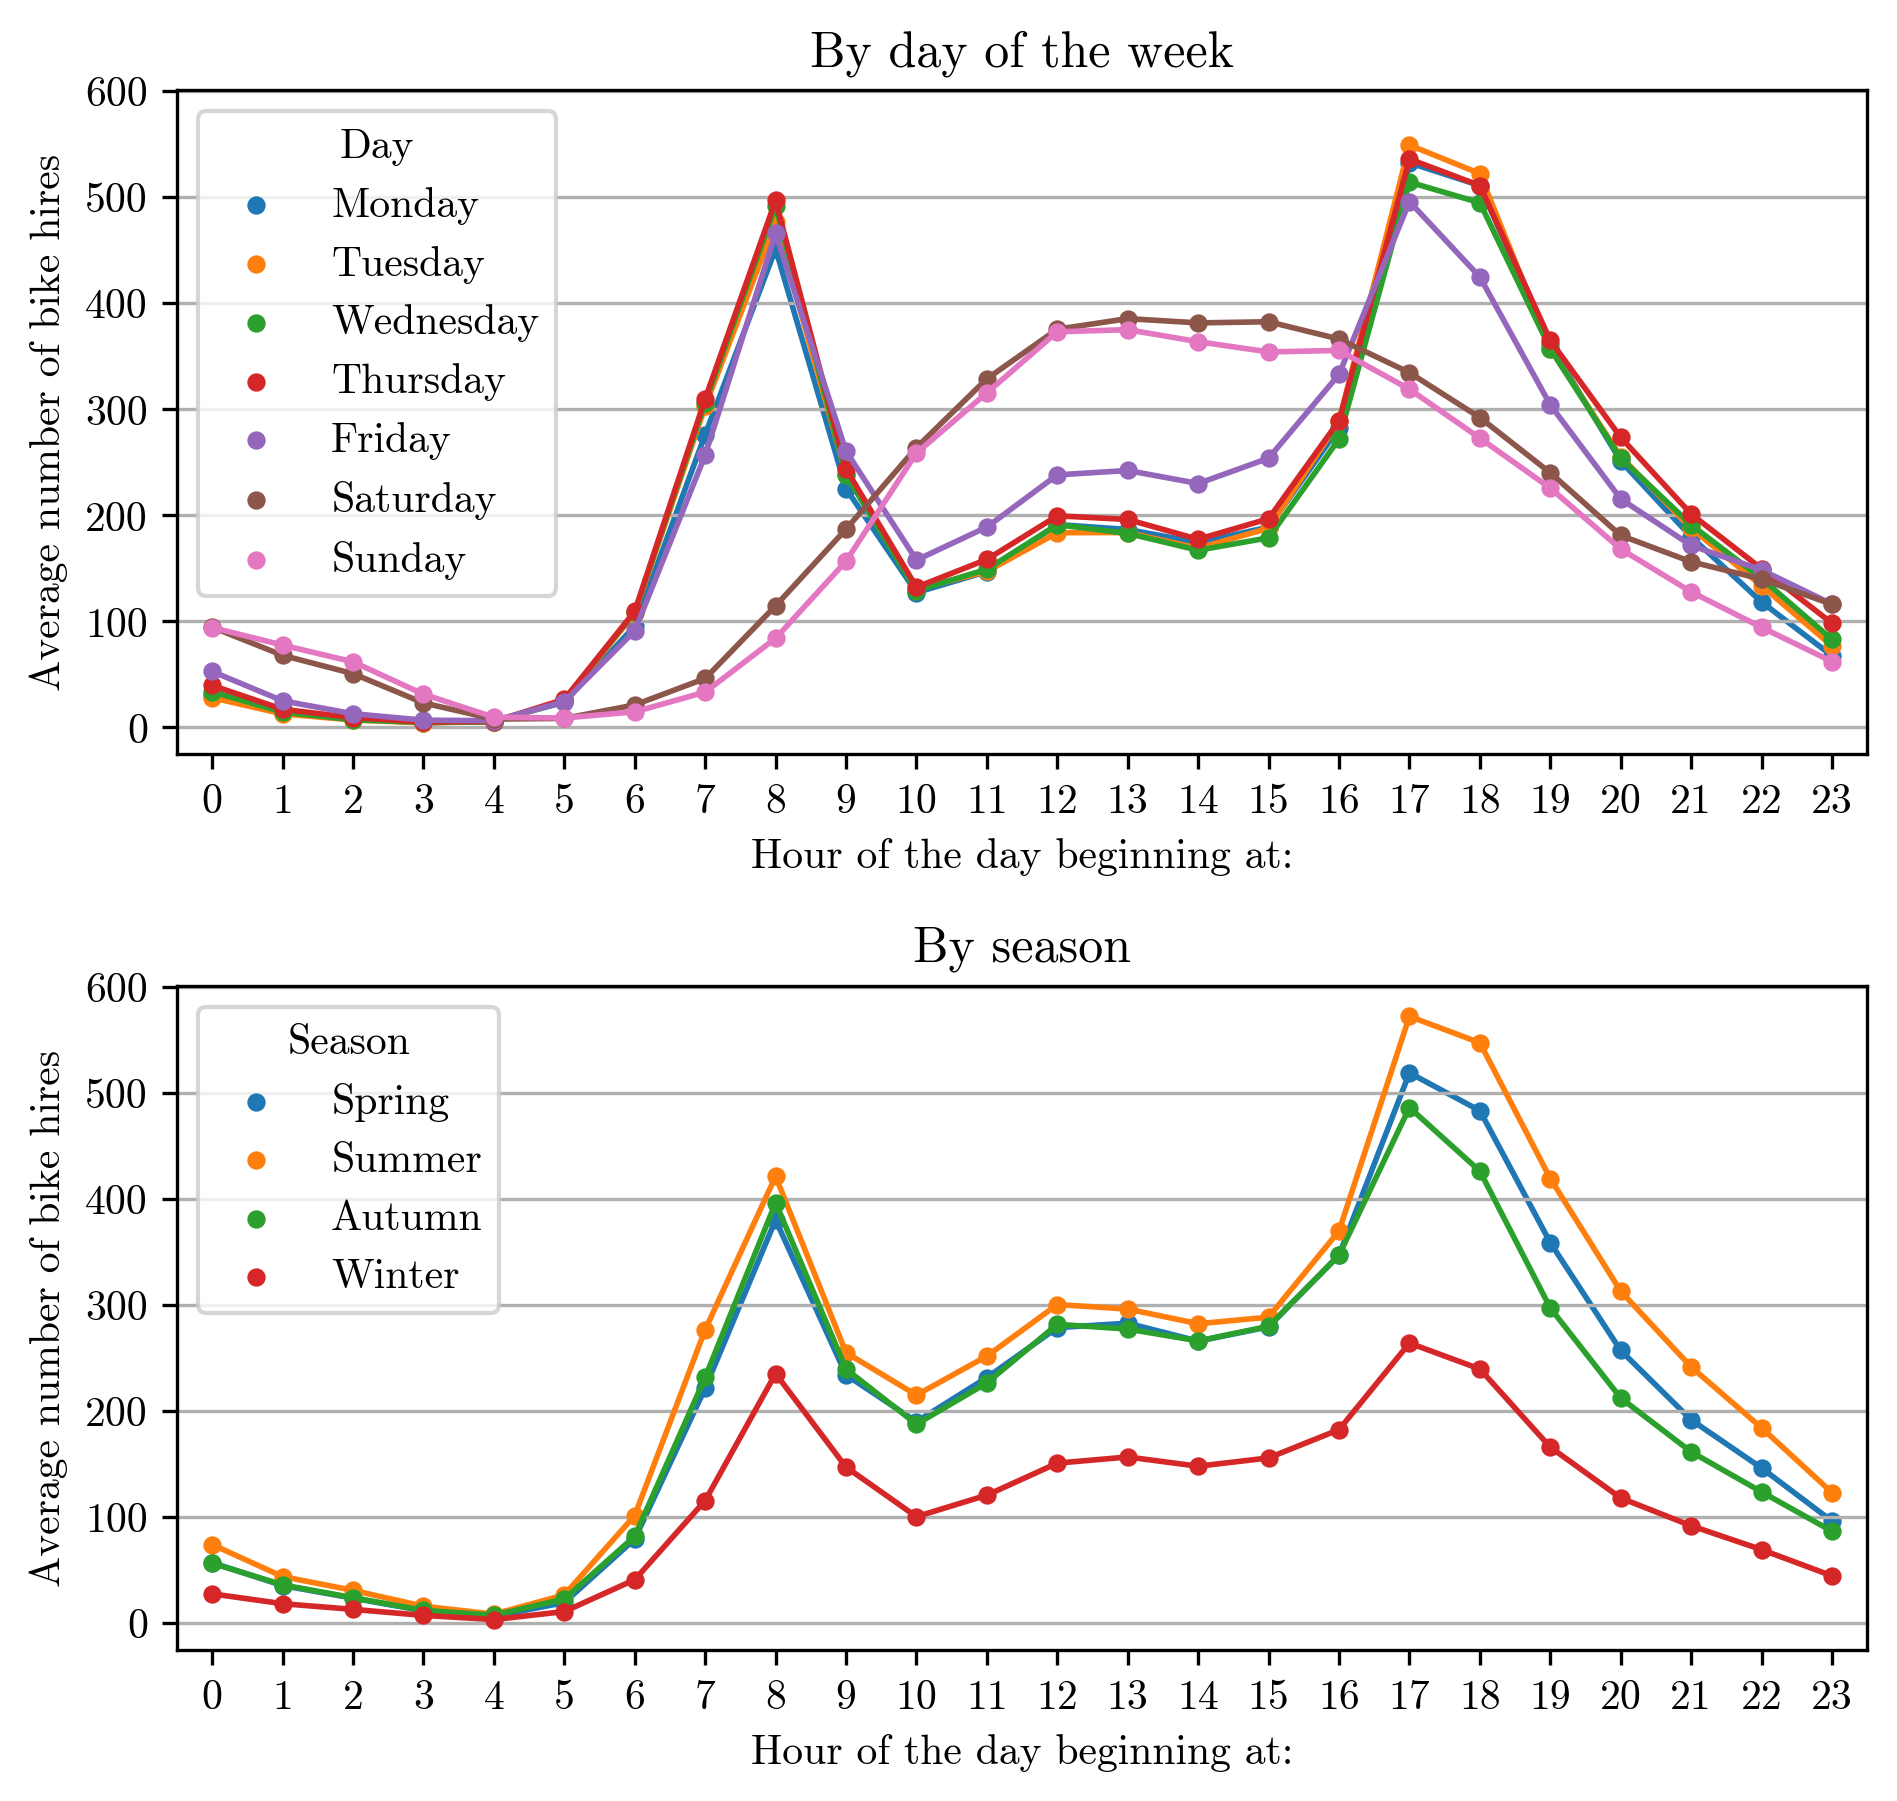 By day of the week
Average number of bike hires
600
500
400
300
200
100
0
Day
Monday
Tuesday
Wednesday
Thursday
Friday
Saturday
Sunday
0 1 2 3 4 5 6 7 8 9 10 11 12 13 14 15 16 17 18 19 20 21 22 23
Hour of the day beginning at:
By season
Average number of bike hires
600
500
400
300
200
100
0
Season
Spring
Summer
Autumn
Winter
0 1 2 3 4 5 6 7 8 9 10 11 12 13 14 15 16 17 18 19 20 21 22 23
Hour of the day beginning at: